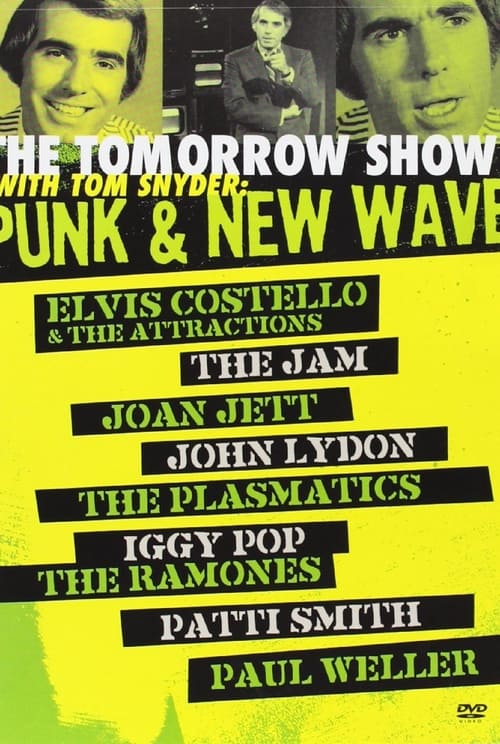 THE TOMORROW SHOW
WITH TOM SNYDER:
PUNK & NEW WAVE
ELVIS COSTELLO
& THE ATTRACTIONS
THE JAM
JOAN JETT
JOHN LYDON
THE PLASMATICS
IGGY POP
THE RAMONES
PATTI SMITH
PAUL WELLER
DVD
VIDEO